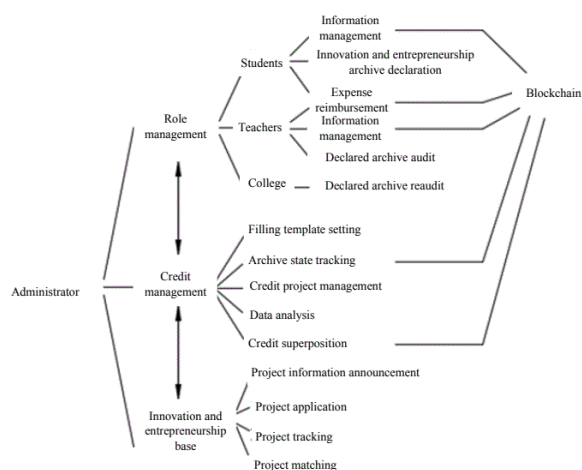 Information
management
Students
Innovation and entrepreneurship
archive declaration
Expense
reimbursement
Blockchain
Role
management
Teachers
Information
management
Declared archive audit
College
Declared archive reaudit
Filling template setting
Archive state tracking
Administrator
Credit
management
Credit project management
Data analysis
Credit superposition
Project information announcement
Innovation and
entrepreneurship
base
Project application
Project tracking
Project matching